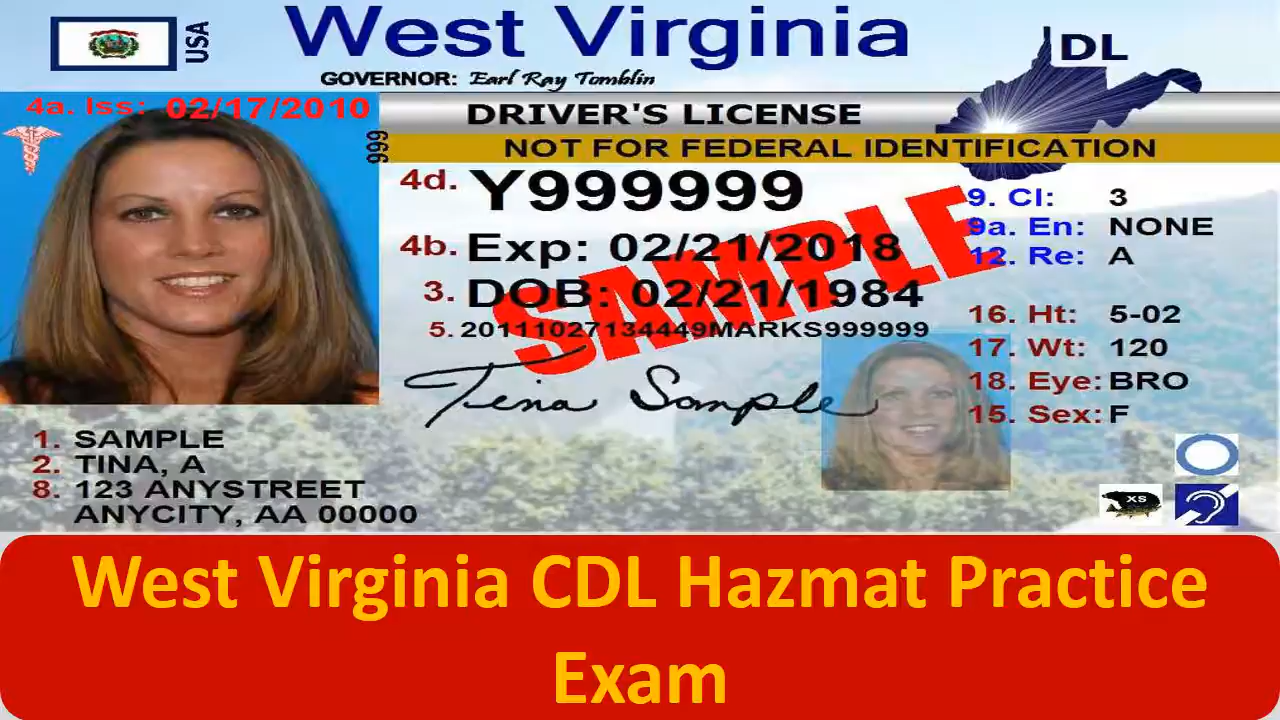 West Virginia
USA
DL
GOVERNOR: Earl Ray Tomblin
4a. Iss: 02/17/2010
DRIVER'S LICENSE
999
NOT FOR FEDERAL IDENTIFICATION
4d. Y999999
9. Cl: 3
9a. En: NONE
4b. Exp: 02/21/2018
12. Re: A
SAMPLE
3. DOB: 02/21/1984
16. Ht: 5-02
5. 20111027134449MARKS999999
17. Wt: 120
18. Eye: BRO
Tina Sample
15. Sex: F
1. SAMPLE
2. TINA, A
8. 123 ANYSTREET
ANYCITY, AA 00000
XS
West Virginia CDL Hazmat Practice
Exam